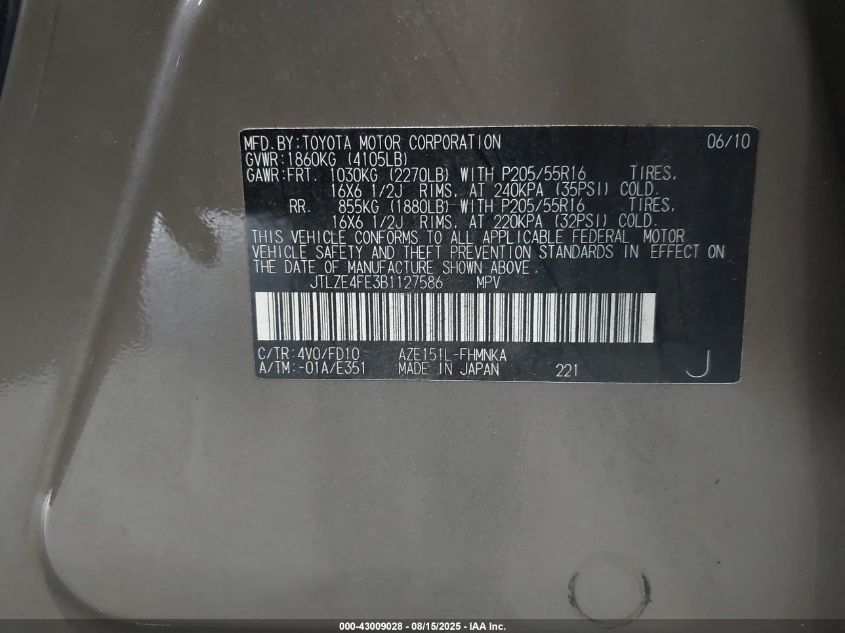 MFD.BY:TOYOTA MOTOR CORPORATION 06/10
GVWR:1860KG (4105LB)
GAWR:FRT. 1030KG (2270LB) WITH P205/55R16 TIRES,
16X6 1/2J RIMS, AT 240KPA (35PSI) COLD.
RR. 855KG (1880LB) WITH P205/55R16 TIRES,
16X6 1/2J RIMS, AT 220KPA (32PSI) COLD.
THIS VEHICLE CONFORMS TO ALL APPLICABLE FEDERAL MOTOR
VEHICLE SAFETY AND THEFT PREVENTION STANDARDS IN EFFECT ON
THE DATE OF MANUFACTURE SHOWN ABOVE.
JTLZE4FE3B1127586 MPV
C/TR:4V0/FD10 AZE151L-FHMNKA
A/TM:-01A/E351 MADE IN JAPAN 221 J
000-43009028 - 08/15/2025 - IAA Inc.